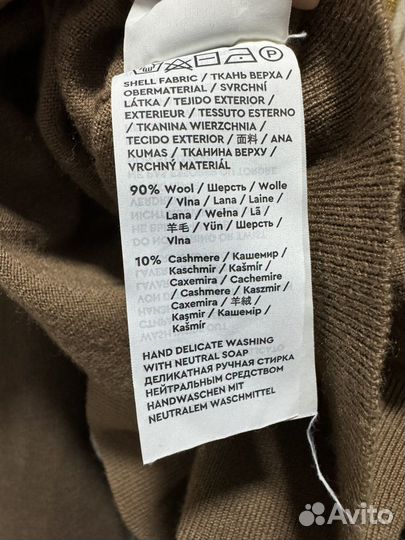 SHELL FABRIC / ТКАНЬ ВЕРХА /
OBERMATERIAL / SVRCHNÍ
LÁTKA / TEJIDO EXTERIOR /
EXTERIEUR / TESSUTO ESTERNO
/ TKANINA WIERZCHNIA /
TECIDO EXTERIOR / 面料 / ANA
KUMAS / ТКАНИНА ВЕРХУ /
VRCHNÝ MATERIÁL
90% Wool / Шерсть / Wolle
/ Vlna / Lana / Laine /
Lana / Wełna / Lã /
羊毛 / Yün / Шерсть /
Vlna
10% Cashmere / Кашемир /
Kaschmir / Kašmír /
Caxemira / Cachemire
/ Cashmere / Kaszmir /
Caxemira / 羊绒 /
Kaşmir / Кашемір /
Kašmír
HAND DELICATE WASHING
WITH NEUTRAL SOAP
ДЕЛИКАТНАЯ РУЧНАЯ СТИРКА
НЕЙТРАЛЬНЫМ СРЕДСТВОМ
HANDWASCHEN MIT
NEUTRALEM WASCHMITTEL
Avito